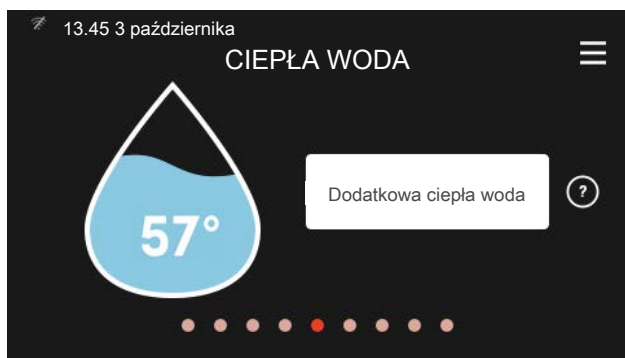 13.45 3 października
CIEPŁA WODA
Dodatkowa ciepła woda
?
57°